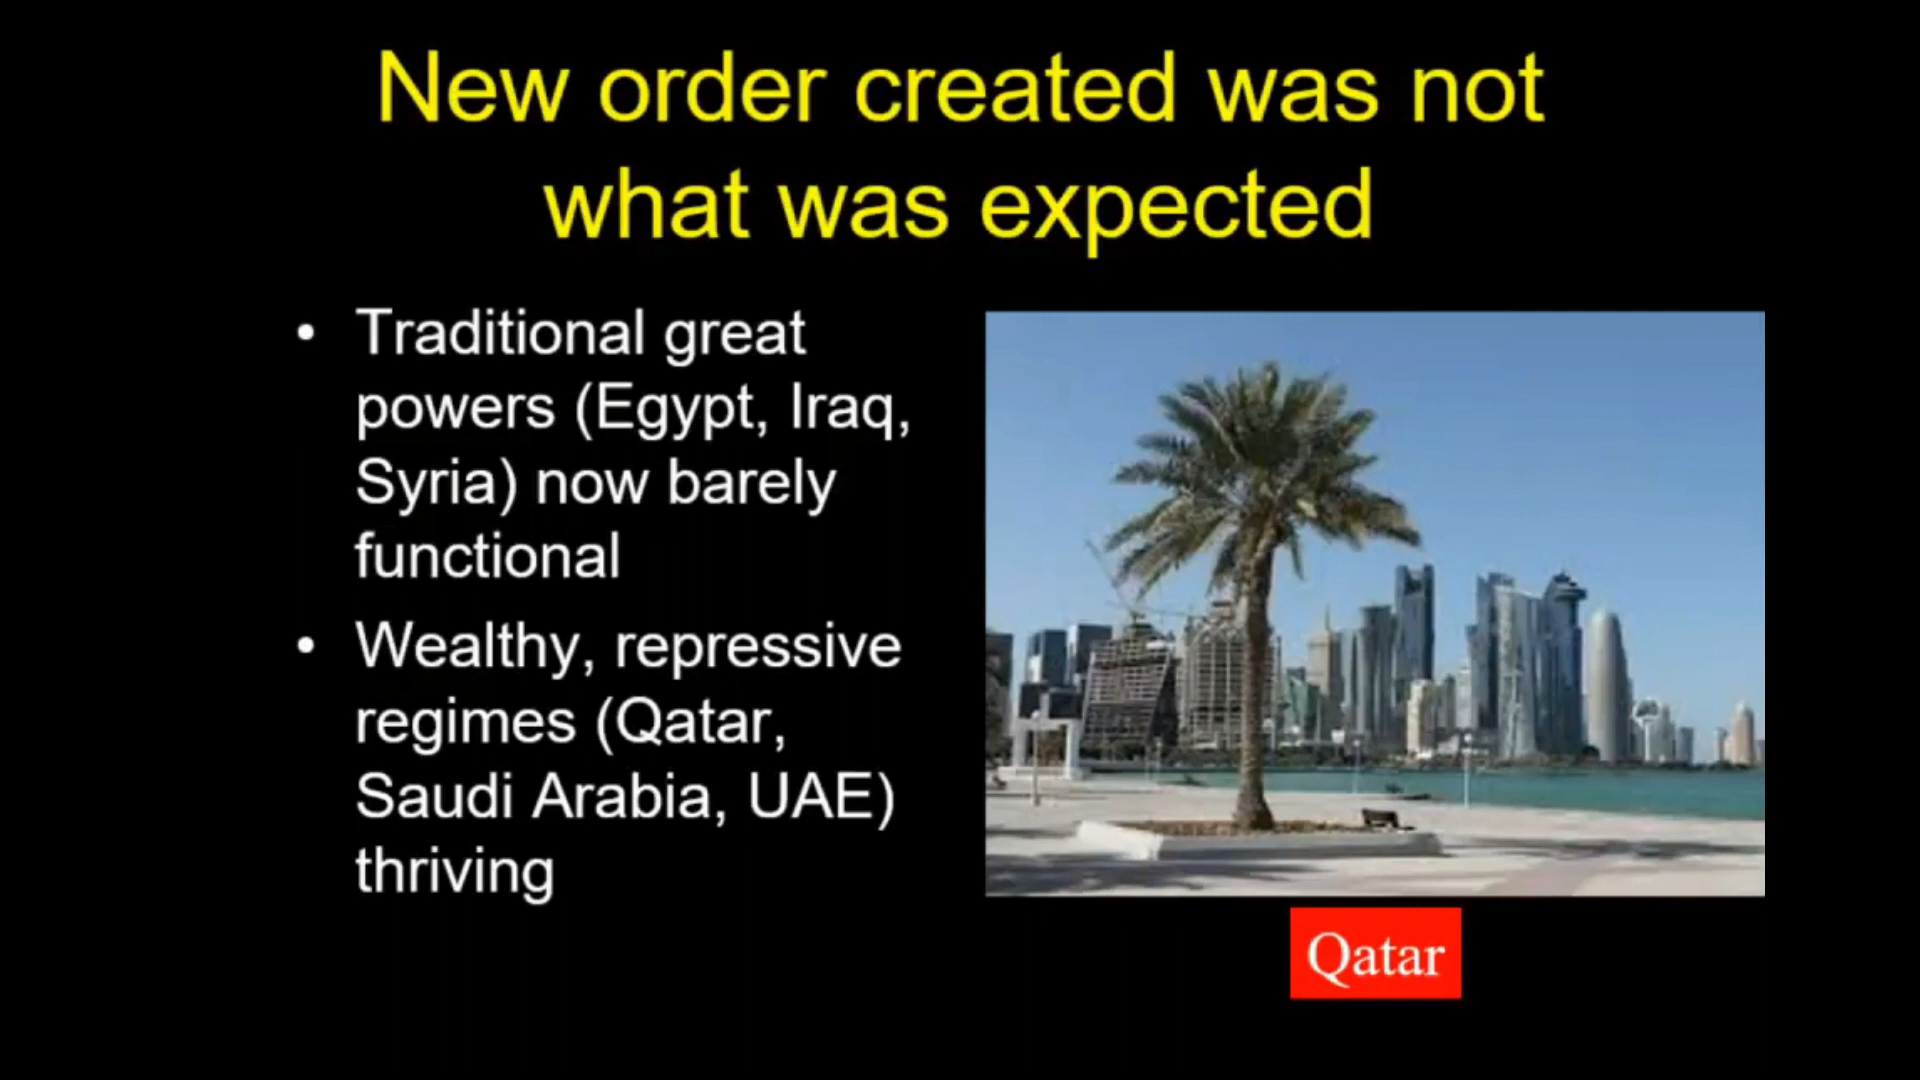 New order created was not
what was expected
• Traditional great
powers (Egypt, Iraq,
Syria) now barely
functional
• Wealthy, repressive
regimes (Qatar,
Saudi Arabia, UAE)
thriving
Qatar